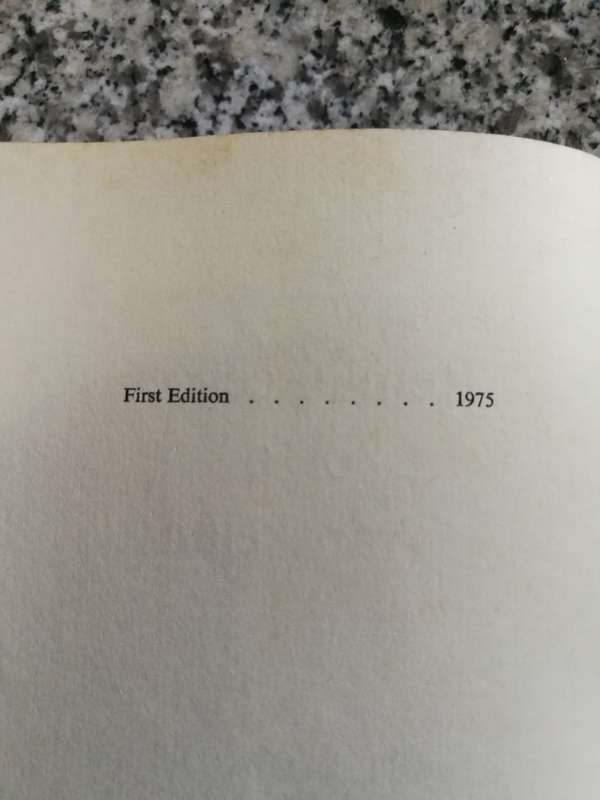 First Edition . . . . . . . . 1975